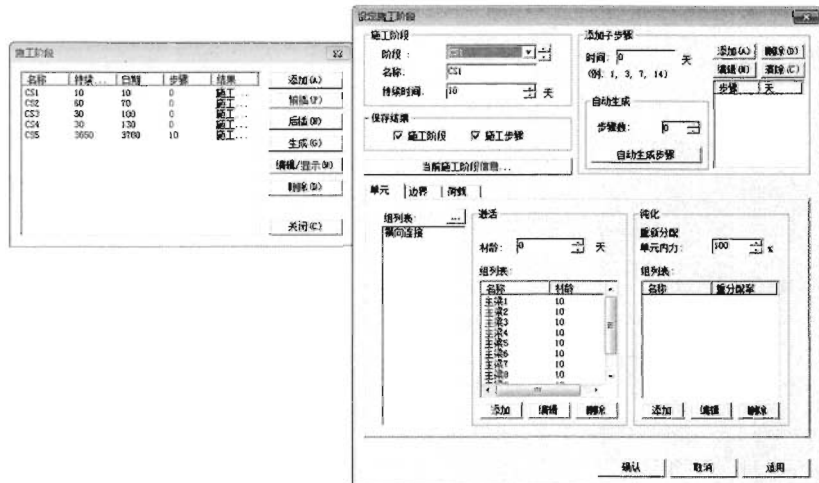 施工阶段
名称 持续... 日期 步骤 结果
CS1 10 10 0 施工...
CS2 60 70 0 施工...
CS3 30 100 0 施工...
CS4 30 130 0 施工...
CS5 3650 3780 10 施工...
添加(A)
前插(P)
后插(N)
生成(G)
编辑/显示(M)
删除(D)
关闭(C)
设定施工阶段
施工阶段
阶段: CS1
名称: CS1
持续时间: 10 天
保存结果
施工阶段 施工步骤
当前施工阶段信息...
添加子步骤
时间: 0 天
(例: 1, 3, 7, 14)
添加(A) 删除(D)
编辑(M) 清除(C)
步骤 天
自动生成
步骤数: 0
自动生成步骤
单元 边界 荷载
组列表: ...
横向连接
激活
材龄: 0 天
组列表:
名称 材龄
主梁1 10
主梁2 10
主梁3 10
主梁4 10
主梁5 10
主梁6 10
主梁7 10
主梁8 10
添加 编辑 删除
钝化
重新分配
单元内力: 100 %
组列表:
名称 重分配率
添加 编辑 删除
确认 取消 适用